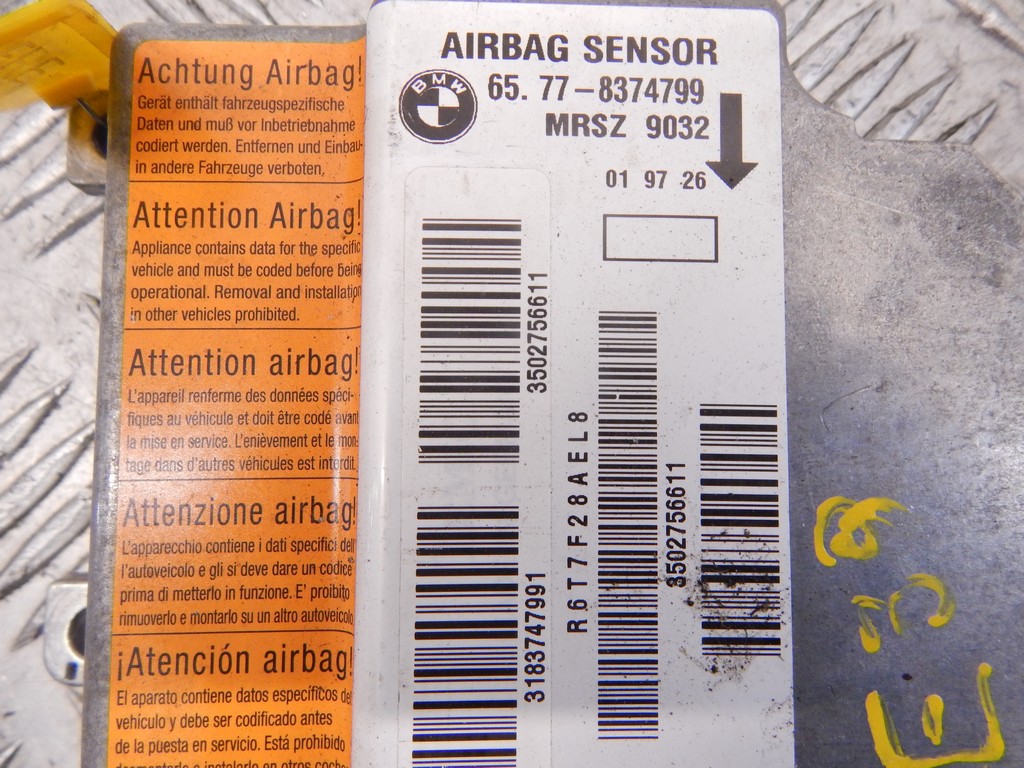 Achtung Airbag!
Gerät enthält fahrzeugspezifische
Daten und muß vor Inbetriebnahme
codiert werden. Entfernen und Einbau
in andere Fahrzeuge verboten,
Attention Airbag!
Appliance contains data for the specific
vehicle and must be coded before being
operational. Removal and installation
in other vehicles prohibited.
Attention airbag!
L'appareil renferme des données spéci-
fiques au véhicule et doit être codé avant
la mise en service. L'enièvement et le mon-
tage dans d'autres véhicules est interdit.
Attenzione airbag!
L'apparecchio contiene i dati specifici dell'
l'autoveicolo e gli si deve dare un codice
prima di metterlo in funzione. E' proibito
rimuoverlo e montarlo su un altro autoveicolo
¡Atención airbag!
El aparato contiene datos específicos del
vehículo y debe ser codificado antes
de la puesta en servicio. Está prohibido
desmontarlo e instalarlo en otros
AIRBAG SENSOR
BMW
65. 77-8374799
MRSZ 9032
01 97 26
3502756611
3183747991
R6T7F28AEL8
3502756611
E38